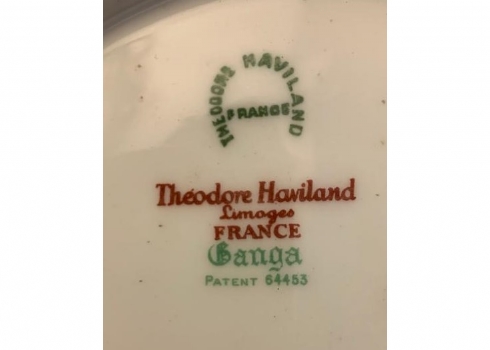 THEODORE HAVILAND
FRANCE
Theodore Haviland
Limoges
FRANCE
Ganga
PATENT 64453